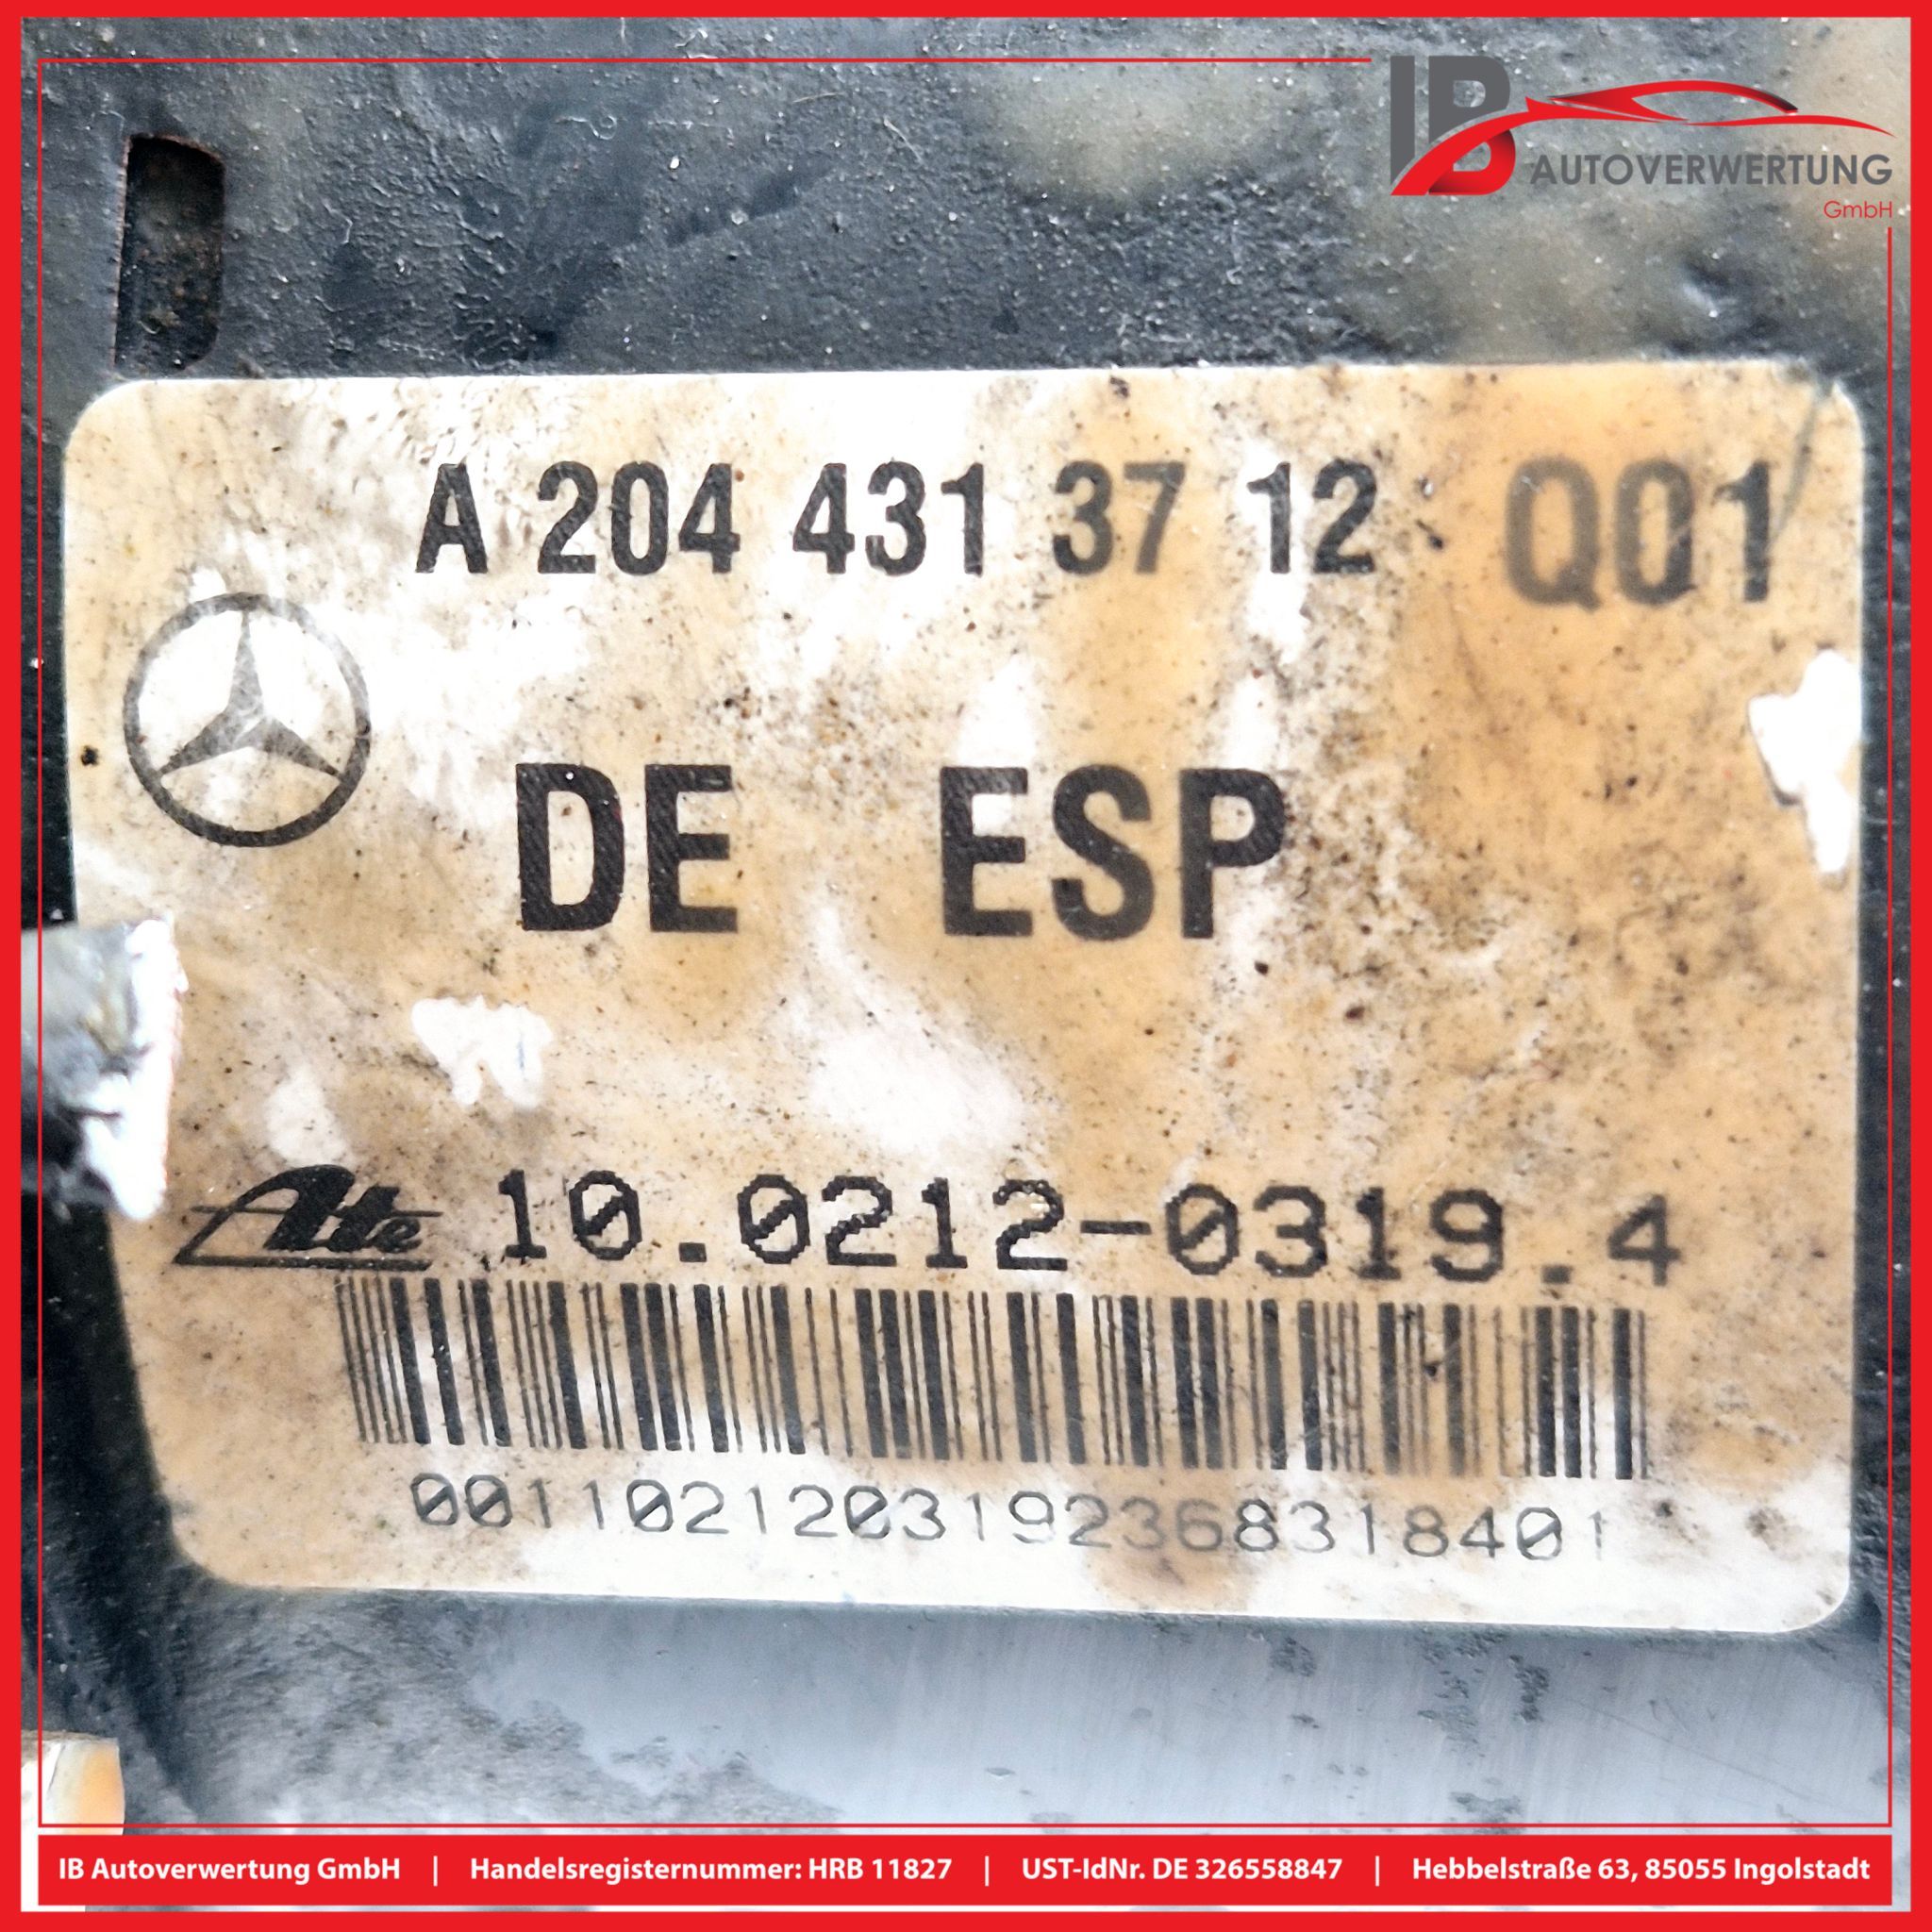 IB AUTOVERWERTUNG
GmbH
A 204 431 37 12 Q01
DE ESP
Ate 10.0212-0319.4
0011021203192368318401
IB Autoverwertung GmbH | Handelsregisternummer: HRB 11827 | UST-IdNr. DE 326558847 | Hebbelstraße 63, 85055 Ingolstadt